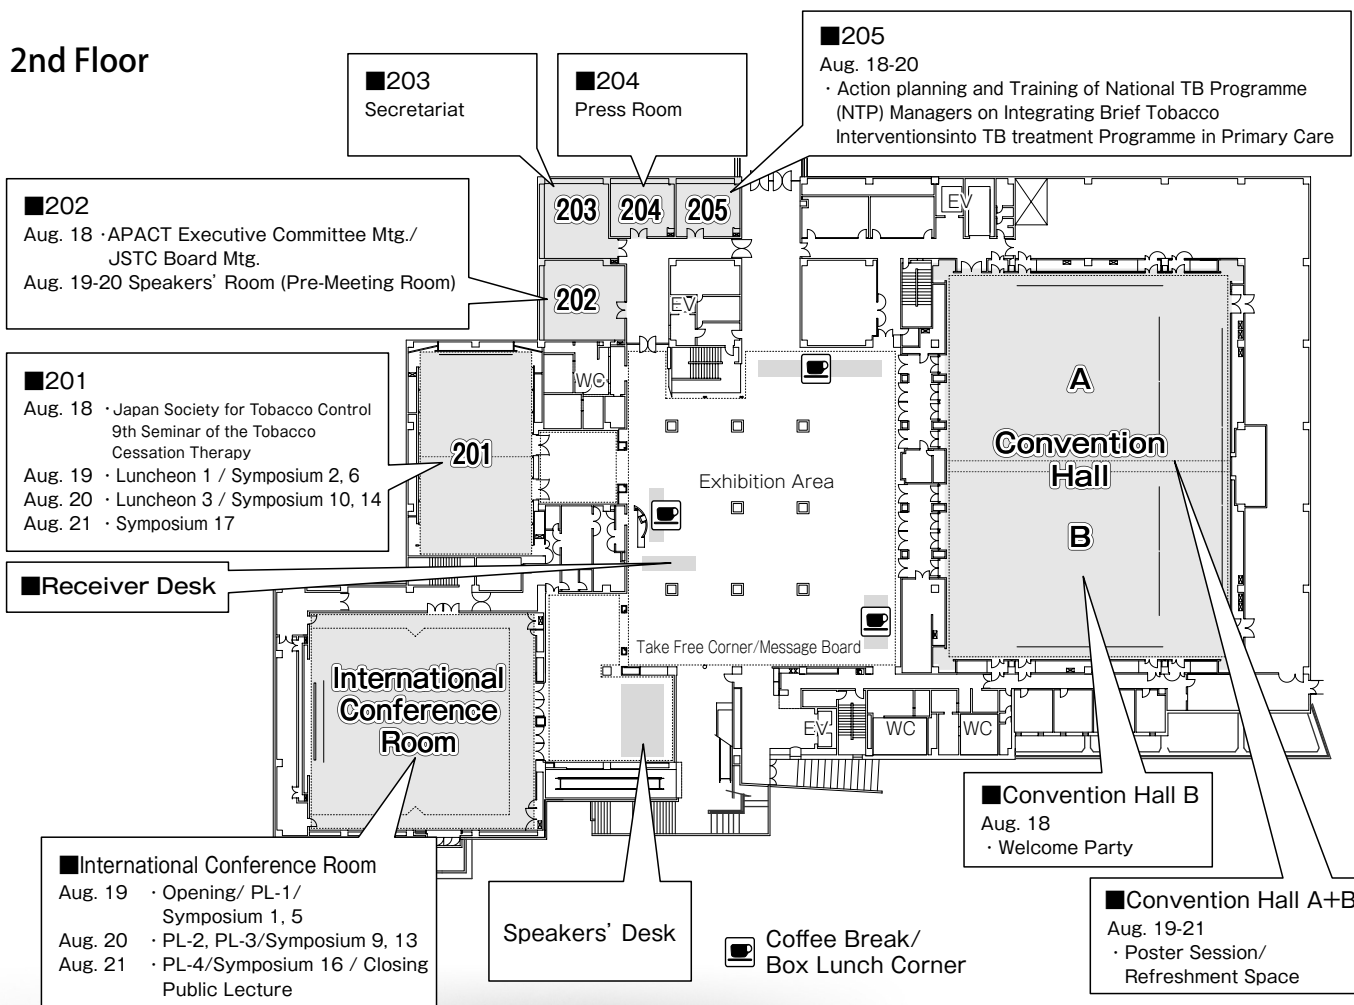 2nd Floor
■203
Secretariat
■204
Press Room
■205
Aug. 18-20
・Action planning and Training of National TB Programme
(NTP) Managers on Integrating Brief Tobacco
Interventionsinto TB treatment Programme in Primary Care
■202
Aug. 18 ・APACT Executive Committee Mtg./
JSTC Board Mtg.
Aug. 19-20 Speakers' Room (Pre-Meeting Room)
■201
Aug. 18 ・Japan Society for Tobacco Control
9th Seminar of the Tobacco
Cessation Therapy
Aug. 19 ・Luncheon 1 / Symposium 2, 6
Aug. 20 ・Luncheon 3 / Symposium 10, 14
Aug. 21 ・Symposium 17
■Receiver Desk
203
204
205
202
201
EV
EV
WC
Exhibition Area
Take Free Corner/Message Board
A
Convention
Hall
B
International
Conference
Room
EV
WC
WC
■Convention Hall B
Aug. 18
・Welcome Party
■Convention Hall A+B
Aug. 19-21
・Poster Session/
Refreshment Space
■International Conference Room
Aug. 19 ・Opening/ PL-1/
Symposium 1, 5
Aug. 20 ・PL-2, PL-3/Symposium 9, 13
Aug. 21 ・PL-4/Symposium 16 / Closing
Public Lecture
Speakers' Desk
Coffee Break/
Box Lunch Corner